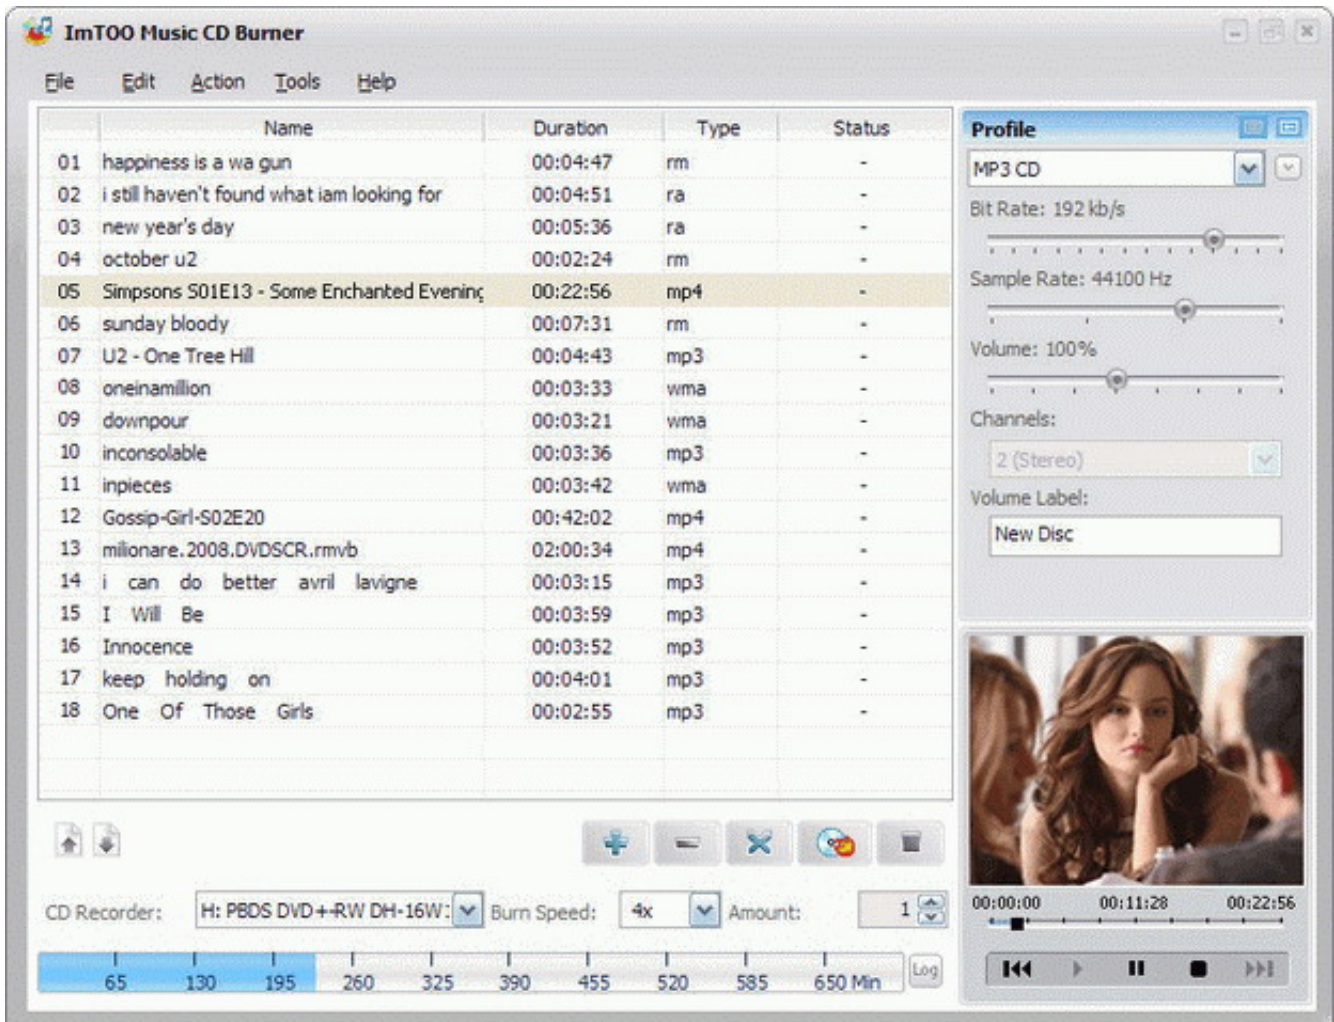 ImTOO Music CD Burner
File Edit Action Tools Help
Name Duration Type Status
01 happiness is a wa gun 00:04:47 rm -
02 i still haven't found what iam looking for 00:04:51 ra -
03 new year's day 00:05:36 ra -
04 october u2 00:02:24 rm -
05 Simpsons S01E13 - Some Enchanted Evening 00:22:56 mp4 -
06 sunday bloody 00:07:31 rm -
07 U2 - One Tree Hill 00:04:43 mp3 -
08 oneinamillion 00:03:33 wma -
09 downpour 00:03:21 wma -
10 inconsolable 00:03:36 mp3 -
11 inpieces 00:03:42 wma -
12 Gossip-Girl-S02E20 00:42:02 mp4 -
13 milionare.2008.DVDSCR.rmvb 02:00:34 mp4 -
14 i can do better avril lavigne 00:03:15 mp3 -
15 I Will Be 00:03:59 mp3 -
16 Innocence 00:03:52 mp3 -
17 keep holding on 00:04:01 mp3 -
18 One Of Those Girls 00:02:55 mp3 -
Profile
MP3 CD
Bit Rate: 192 kb/s
Sample Rate: 44100 Hz
Volume: 100%
Channels:
2 (Stereo)
Volume Label:
New Disc
00:00:00 00:11:28 00:22:56
CD Recorder: H: PBDS DVD+-RW DH-16W Burn Speed: 4x Amount: 1
65 130 195 260 325 390 455 520 585 650 Min Log